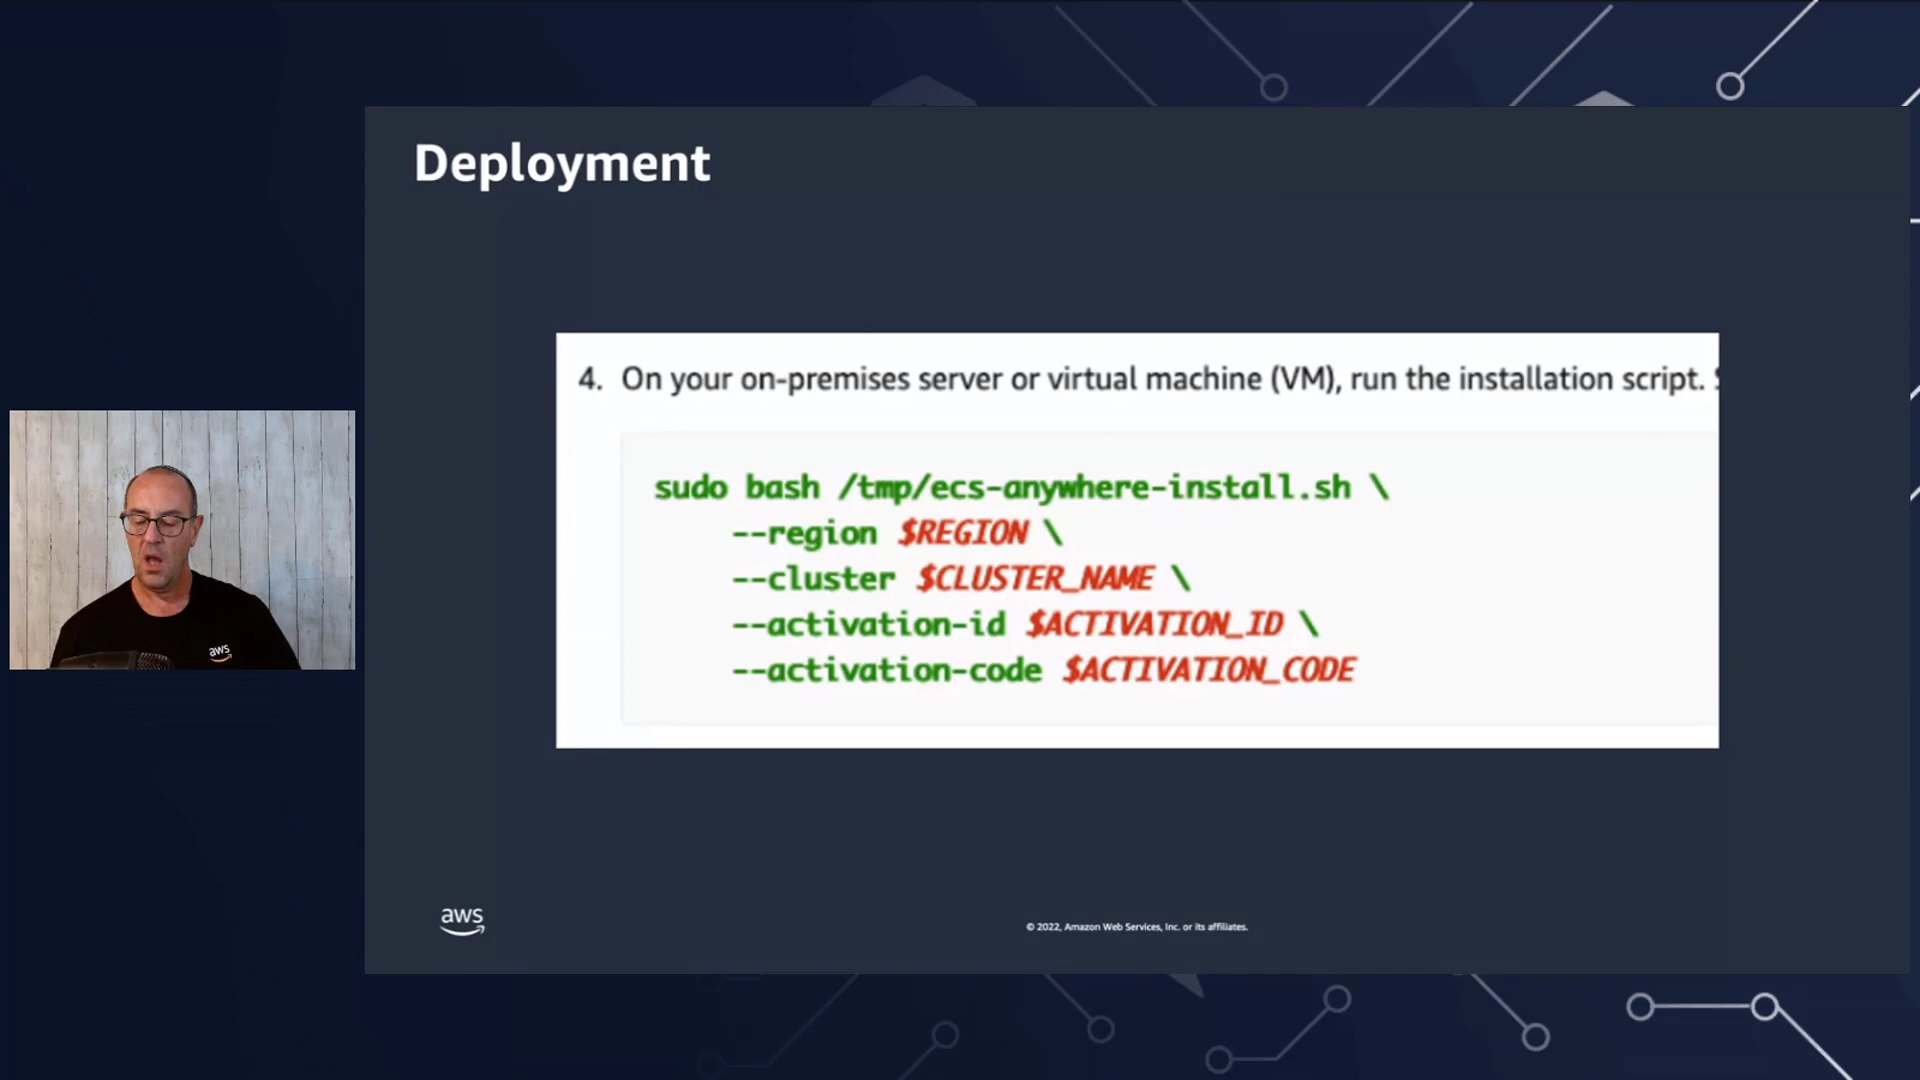 Deployment
4. On your on-premises server or virtual machine (VM), run the installation script.
sudo bash /tmp/ecs-anywhere-install.sh \
--region $REGION \
--cluster $CLUSTER_NAME \
--activation-id $ACTIVATION_ID \
--activation-code $ACTIVATION_CODE
aws
aws
© 2022, Amazon Web Services, Inc. or its affiliates.